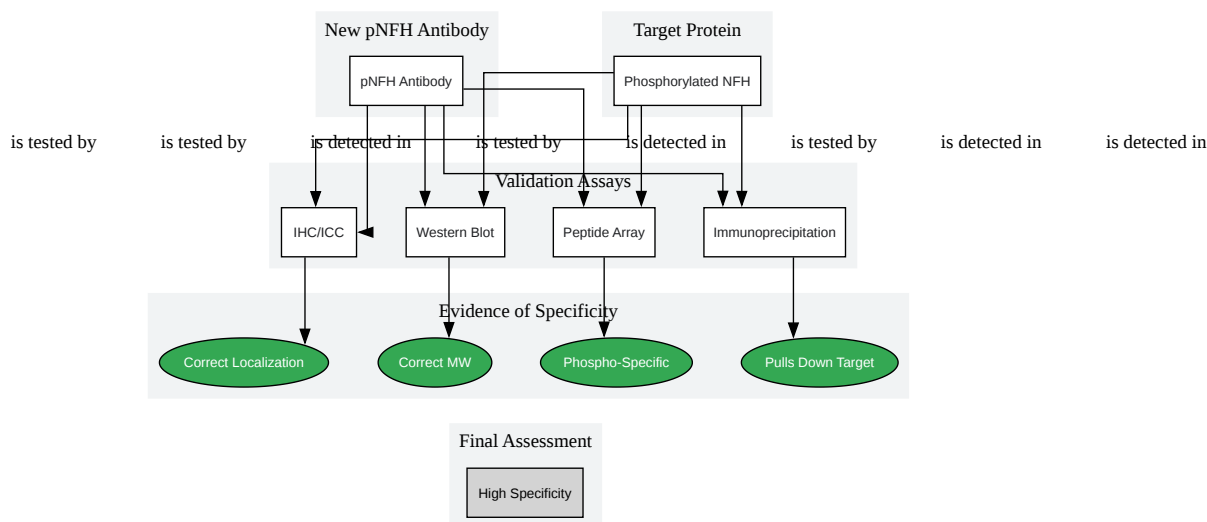 New pNFH Antibody
Target Protein
pNFH Antibody
Phosphorylated NFH
is tested by
is tested by
is detected in
is tested by
is detected in
is tested by
is detected in
is detected in
Validation Assays
IHC/ICC
Western Blot
Peptide Array
Immunoprecipitation
Evidence of Specificity
Correct Localization
Correct MW
Phospho-Specific
Pulls Down Target
Final Assessment
High Specificity